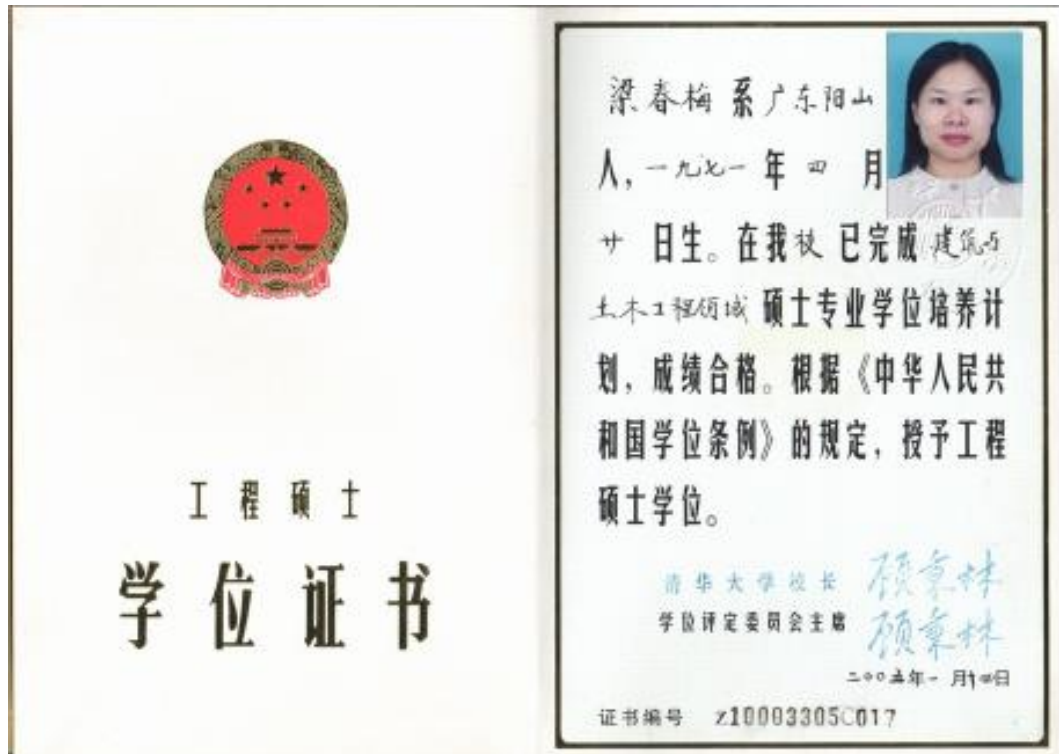 工程硕士
学位证书
梁春梅系广东阳山
人,一九七一年四月
廿日生。在我校已完成建筑与
土木工程领域硕士专业学位培养计
划,成绩合格。根据《中华人民共
和国学位条例》的规定,授予工程
硕士学位。
清华大学校长 顾秉林
学位评定委员会主席 顾秉林
二〇〇五年一月十四日
证书编号 Z10003305C017